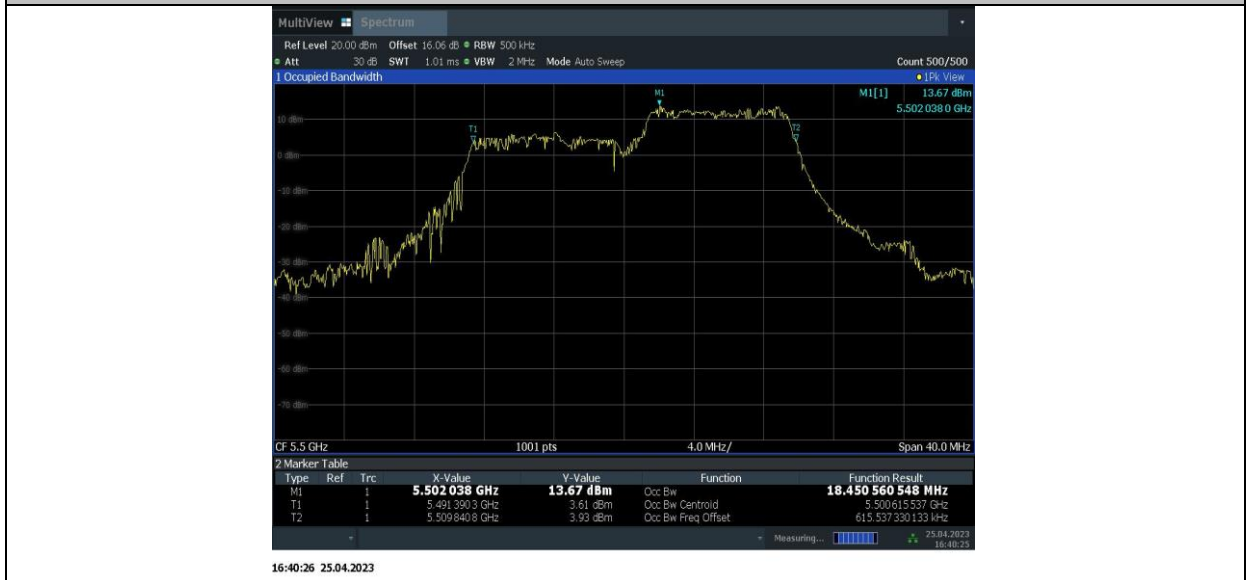 MultiView Spectrum
Ref Level 20.00 dBm Offset 16.06 dB RBW 500 kHz
Att 30 dB SWT 1.01 ms VBW 2 MHz Mode Auto Sweep Count 500/500
1 Occupied Bandwidth 1Pk View
M1 M1[1] 13.67 dBm
5.502 038 0 GHz
10 dBm
T1 T2
0 dBm
-10 dBm
-20 dBm
-30 dBm
-40 dBm
-50 dBm
-60 dBm
-70 dBm
CF 5.5 GHz 1001 pts 4.0 MHz/ Span 40.0 MHz
2 Marker Table
Type Ref Trc X-Value Y-Value Function Function Result
M1 1 5.502 038 GHz 13.67 dBm Occ Bw 18.450 560 548 MHz
T1 1 5.491 390 3 GHz 3.61 dBm Occ Bw Centroid 5.500 615 537 GHz
T2 1 5.509 840 8 GHz 3.93 dBm Occ Bw Freq Offset 615.537 330 133 kHz
Measuring... 25.04.2023
16:40:25
16:40:26 25.04.2023